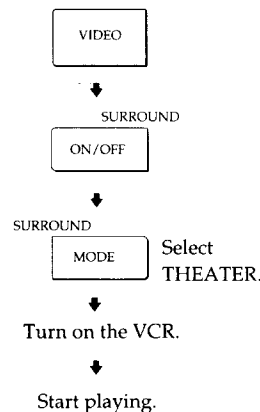 VIDEO
SURROUND
ON/OFF
SURROUND
MODE
Select
THEATER.
Turn on the VCR.
Start playing.